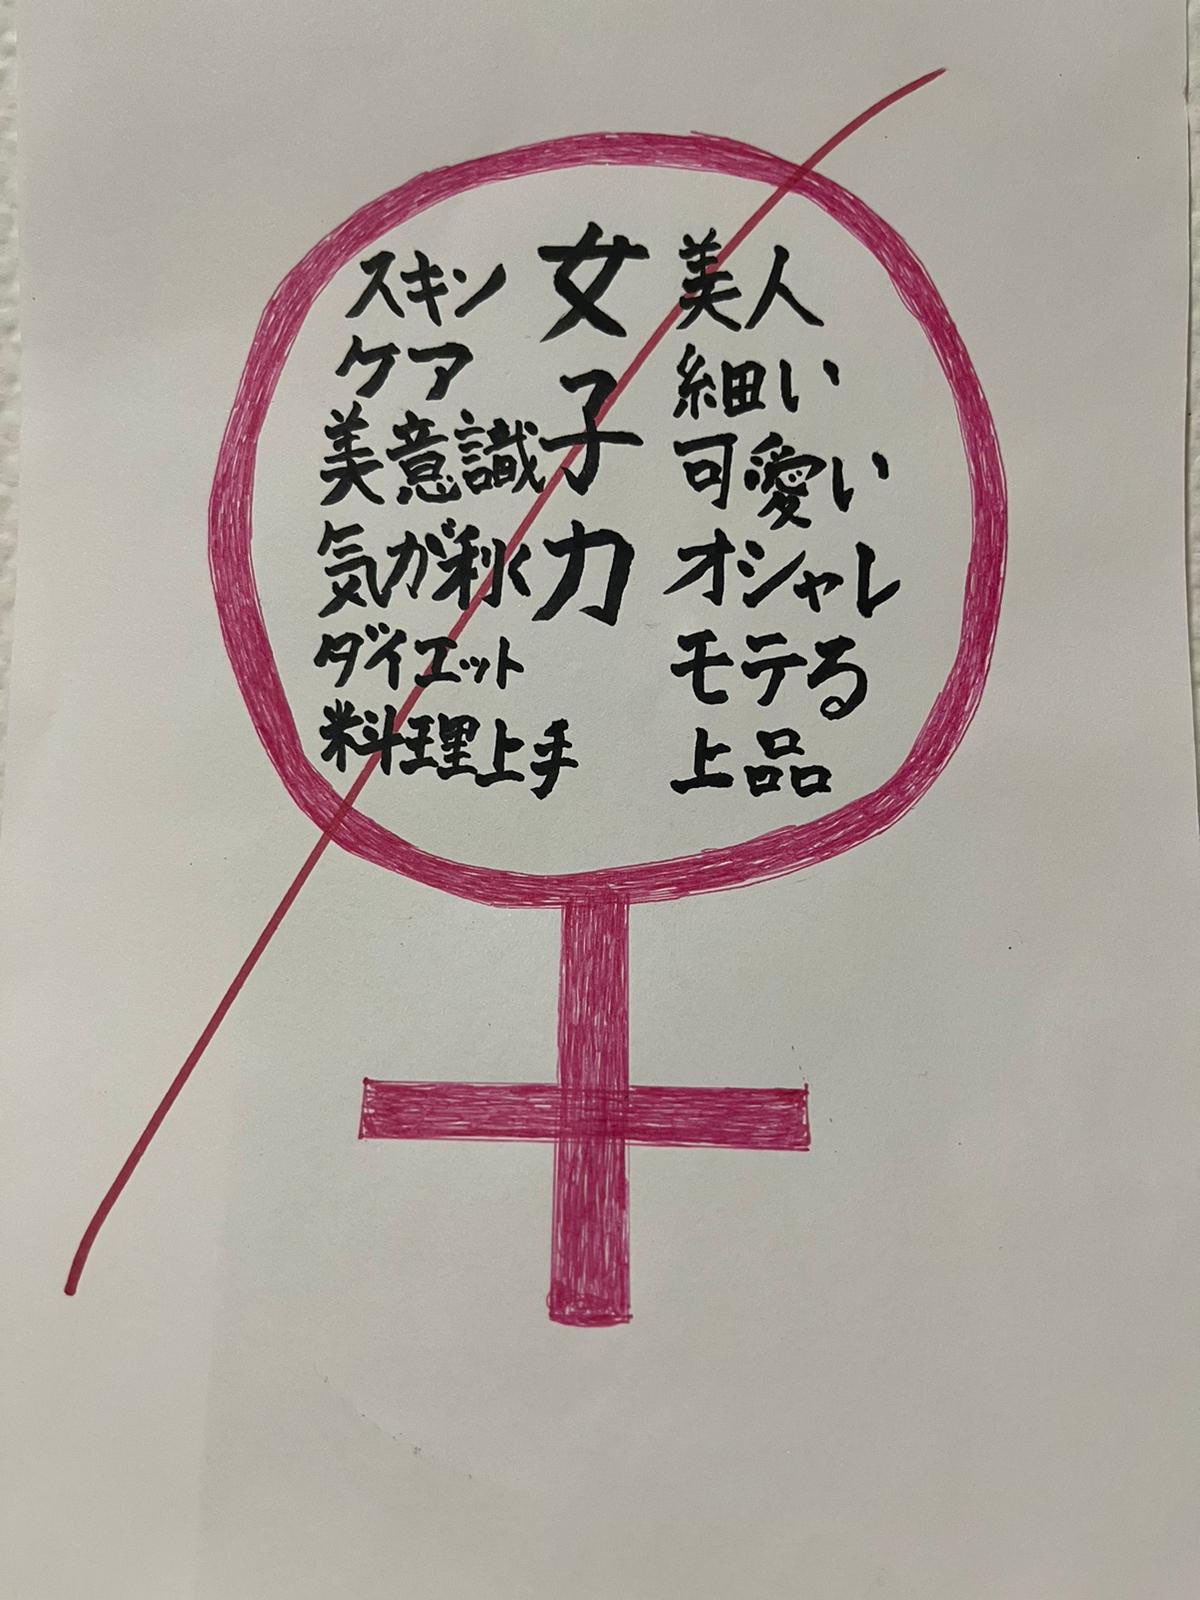 女子力
美人
細い
可愛い
オシャレ
モテる
上品
スキン
ケア
美意識
気が利く
ダイエット
料理上手